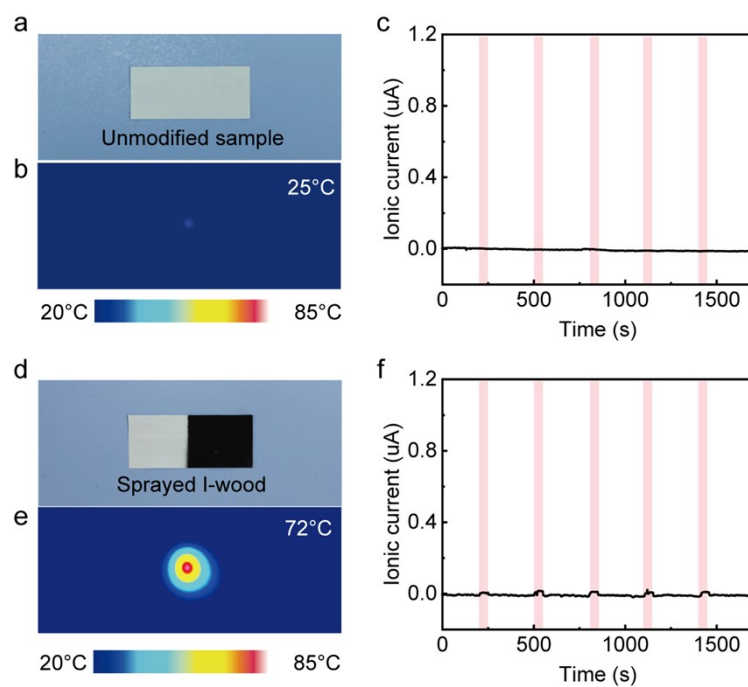 a
Unmodified sample
b
25°C
20°C 85°C
c
1.2
0.8
0.4
0.0
Ionic current (uA)
0 500 1000 1500
Time (s)
d
Sprayed I-wood
e
72°C
20°C 85°C
f
1.2
0.8
0.4
0.0
Ionic current (uA)
0 500 1000 1500
Time (s)